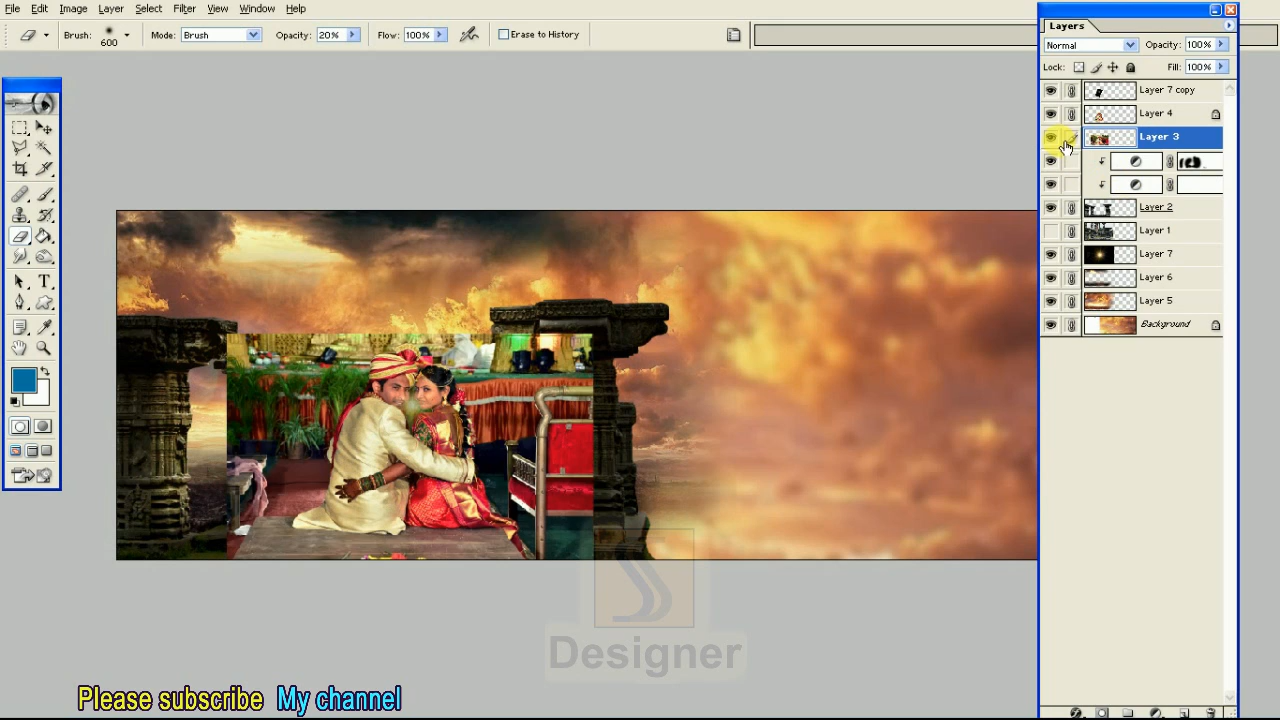 File Edit Image Layer Select Filter View Window Help
Brush: 600 Mode: Brush Opacity: 20% Flow: 100% Erase to History
Layers
Normal Opacity: 100%
Lock: Fill: 100%
Layer 7 copy
Layer 4
Layer 3
Layer 2
Layer 1
Layer 7
Layer 6
Layer 5
Background
Designer
Please subscribe My channel